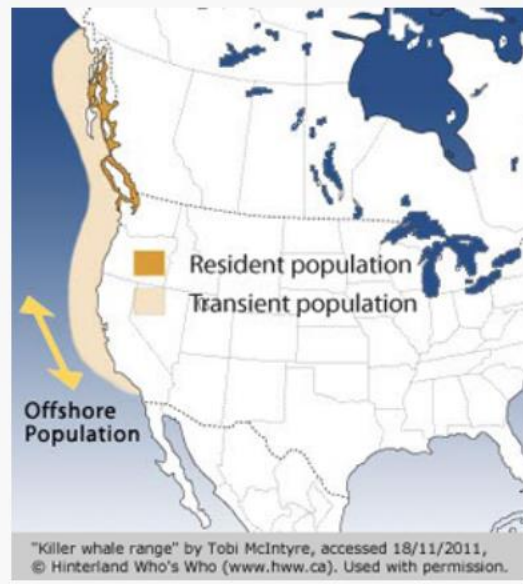 Resident population
Transient population
Offshore
Population
"Killer whale range" by Tobi McIntyre, accessed 18/11/2011,
© Hinterland Who's Who (www.hww.ca). Used with permission.